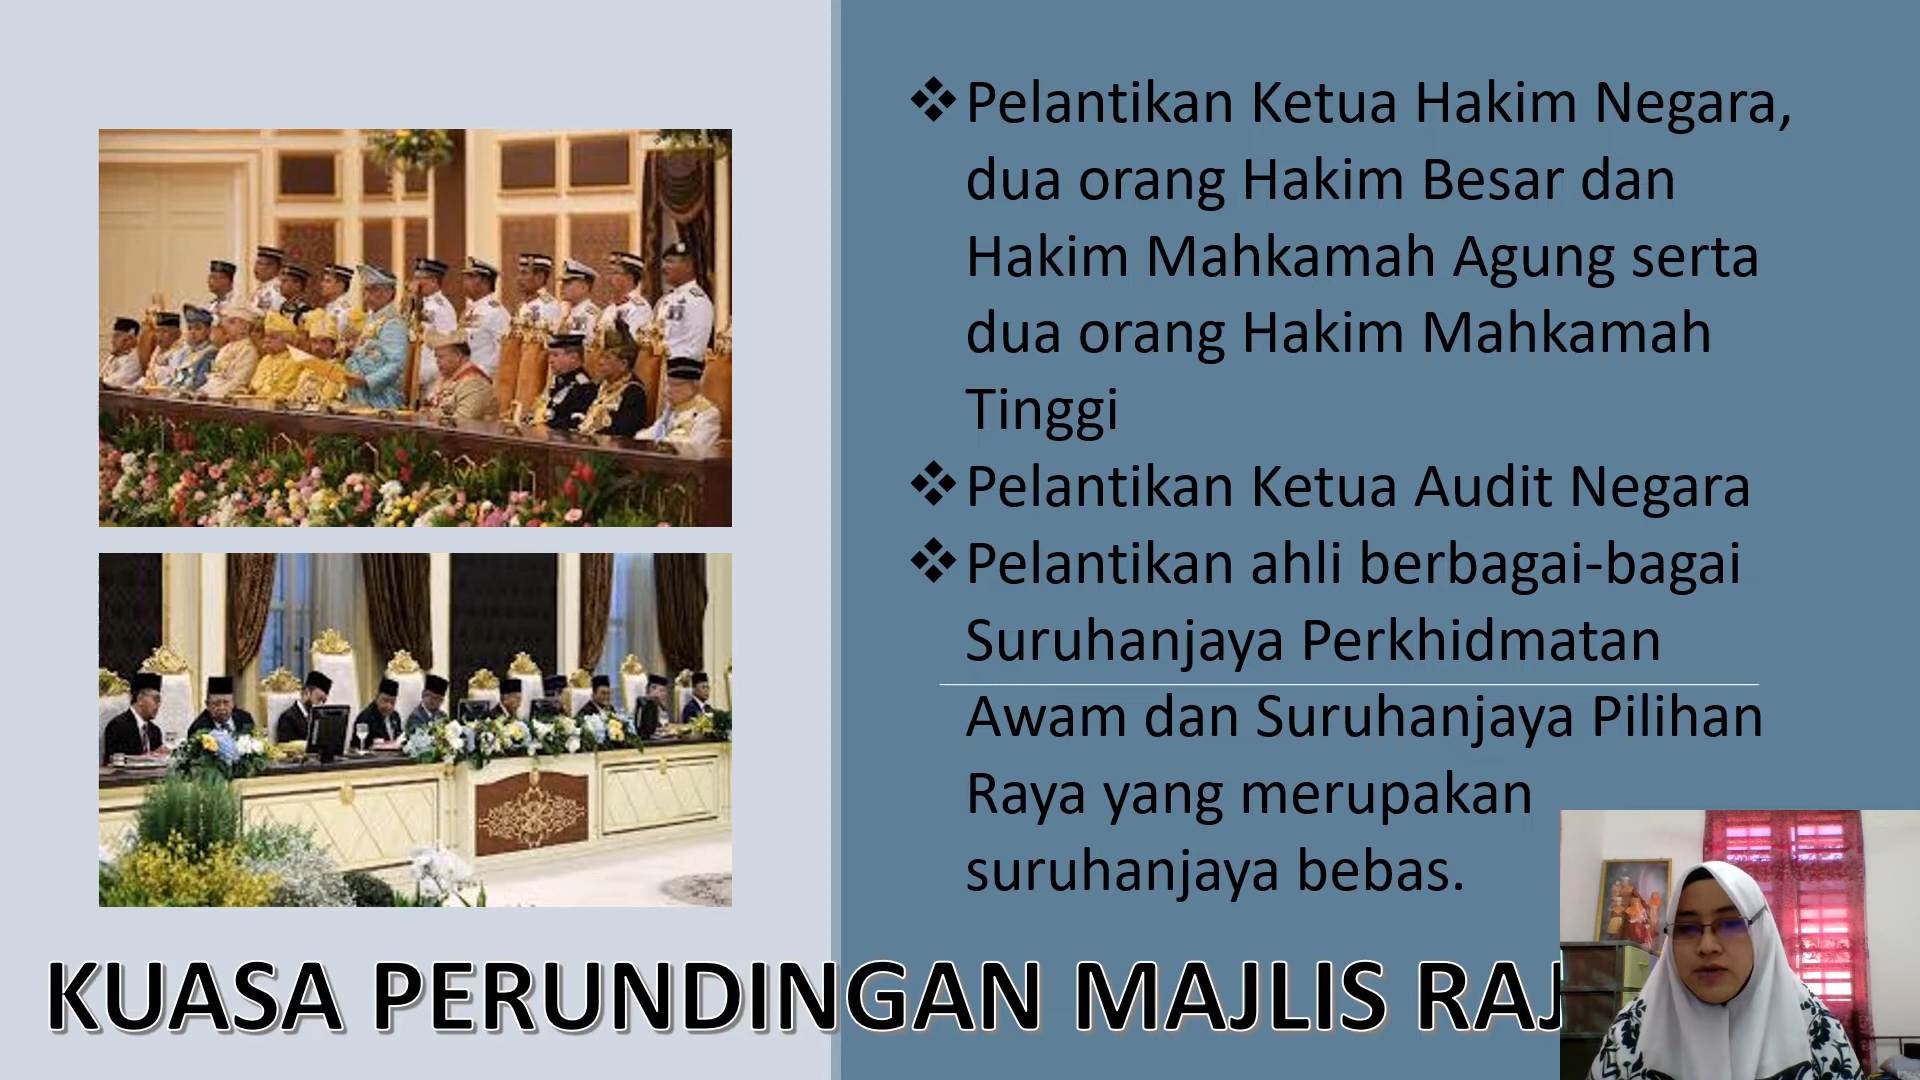 ❖Pelantikan Ketua Hakim Negara,
dua orang Hakim Besar dan
Hakim Mahkamah Agung serta
dua orang Hakim Mahkamah
Tinggi
❖Pelantikan Ketua Audit Negara
❖Pelantikan ahli berbagai-bagai
Suruhanjaya Perkhidmatan
Awam dan Suruhanjaya Pilihan
Raya yang merupakan
suruhanjaya bebas.
KUASA PERUNDINGAN MAJLIS